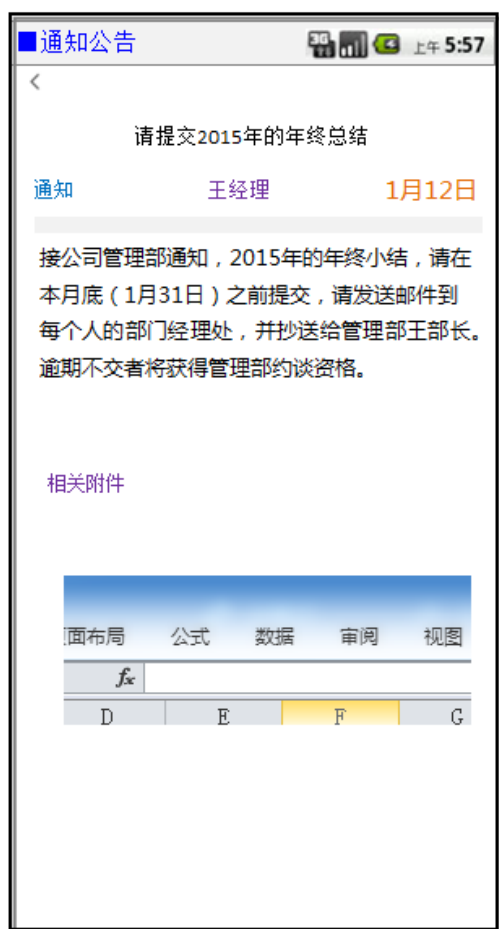 通知公告
3G
上午 5:57
<
请提交2015年的年终总结
通知 王经理 1月12日
接公司管理部通知，2015年的年终小结，请在
本月底（1月31日）之前提交，请发送邮件到
每个人的部门经理处，并抄送给管理部王部长。
逾期不交者将获得管理部约谈资格。
相关附件
面布局 公式 数据 审阅 视图
fx
D E F G